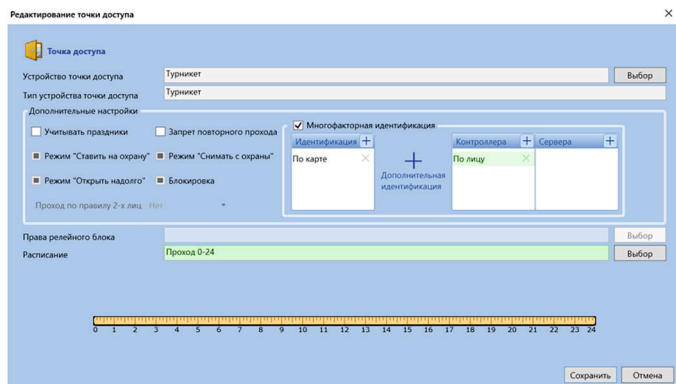 Редактирование точки доступа
Точка доступа
Устройство точки доступа Турникет Выбор
Тип устройства точки доступа Турникет
Дополнительные настройки
Учитывать праздники Запрет повторного прохода
Режим "Ставить на охрану" Режим "Снимать с охраны"
Режим "Открыть надолго" Блокировка
Проход по правилу 2-х лиц Нет
Многофакторная идентификация
Идентификация + Контроллера + Сервера +
По карте По лицу
Дополнительная
идентификация
Права релейного блока Выбор
Расписание Проход 0-24 Выбор
0 1 2 3 4 5 6 7 8 9 10 11 12 13 14 15 16 17 18 19 20 21 22 23 24
Сохранить Отмена